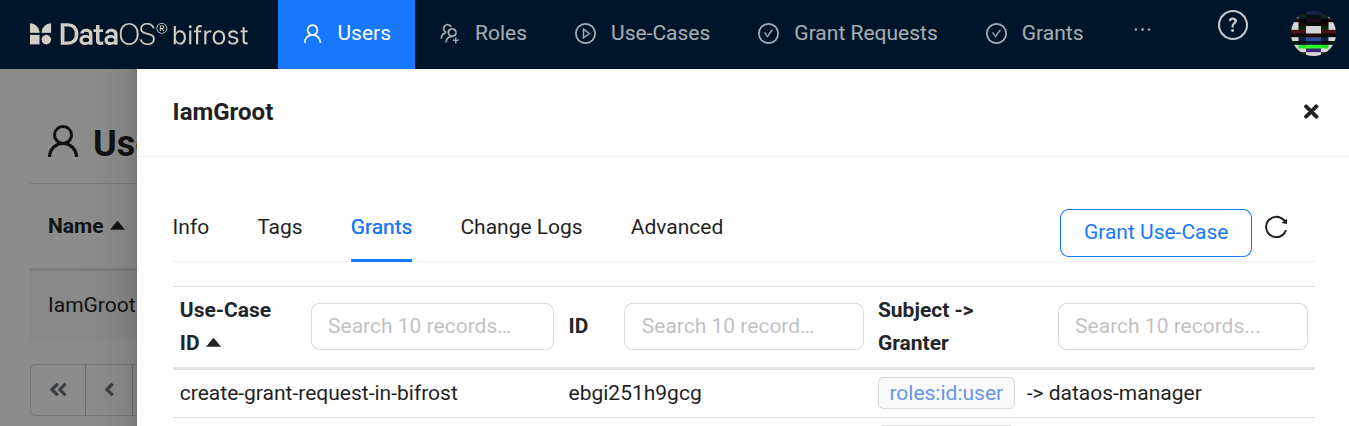 DataOS® bifrost
Users
Roles
Use-Cases
Grant Requests
Grants
...
?
IamGroot
Us
Name
IamGroot
Info
Tags
Grants
Change Logs
Advanced
Grant Use-Case
Use-Case
ID
Search 10 records...
ID
Search 10 record...
Subject ->
Granter
Search 10 records...
create-grant-request-in-bifrost
ebgi251h9gcg
roles:id:user -> dataos-manager